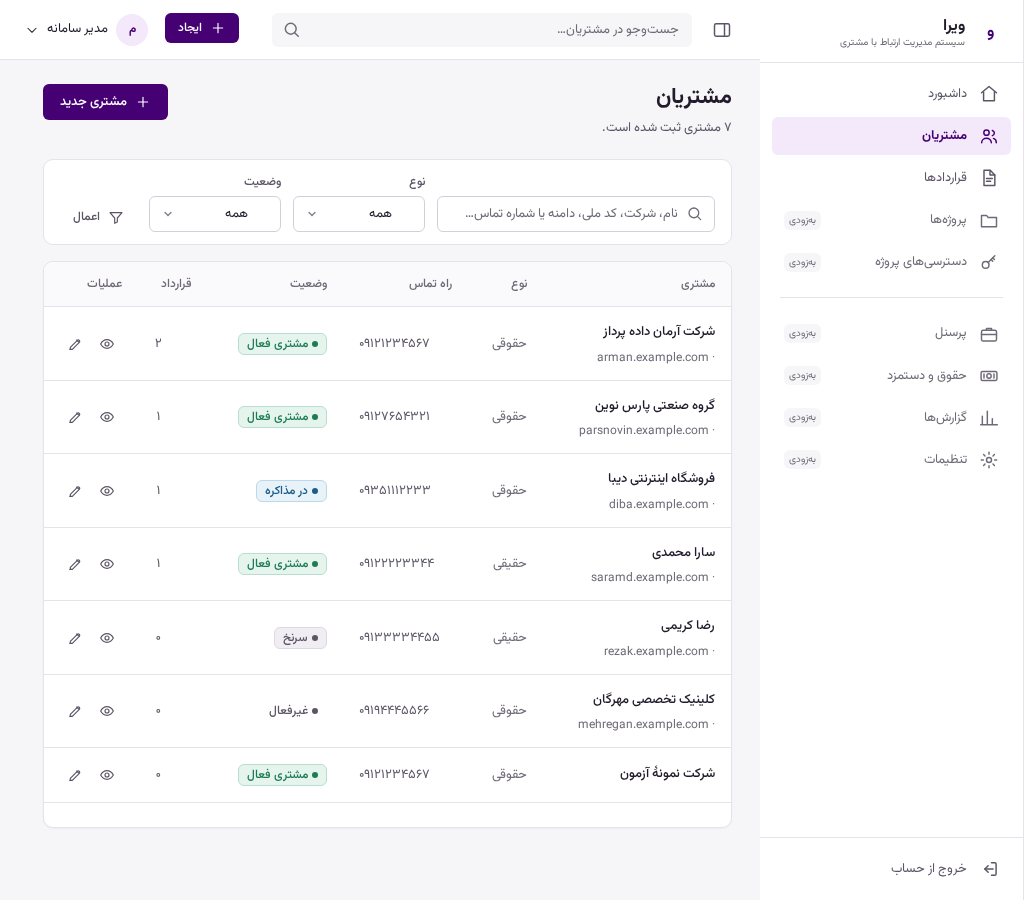 و
ویرا
سیستم مدیریت ارتباط با مشتری
داشبورد
مشتریان
قراردادها
پروژه‌ها
به‌زودی
دسترسی‌های پروژه
به‌زودی
پرسنل
به‌زودی
حقوق و دستمزد
به‌زودی
گزارش‌ها
به‌زودی
تنظیمات
به‌زودی
خروج از حساب
جست‌وجو در مشتریان…
ایجاد
م
مدیر سامانه
مشتریان
۷ مشتری ثبت شده است.
مشتری جدید
نوع
وضعیت
نام، شرکت، کد ملی، دامنه یا شماره تماس…
همه
همه
اعمال
مشتری راه تماس نوع وضعیت قرارداد عملیات
شرکت آرمان داده پرداز
· arman.example.com
حقوقی ۰۹۱۲۱۲۳۴۵۶۷ مشتری فعال ۲
گروه صنعتی پارس نوین
· parsnovin.example.com
حقوقی ۰۹۱۲۷۶۵۴۳۲۱ مشتری فعال ۱
فروشگاه اینترنتی دیبا
· diba.example.com
حقوقی ۰۹۳۵۱۱۱۲۲۳۳ در مذاکره ۱
سارا محمدی
· saramd.example.com
حقیقی ۰۹۱۲۲۲۲۳۳۴۴ مشتری فعال ۱
رضا کریمی
· rezak.example.com
حقیقی ۰۹۱۳۳۳۳۴۴۵۵ سرنخ ۰
کلینیک تخصصی مهرگان
· mehregan.example.com
حقوقی ۰۹۱۹۴۴۴۵۵۶۶ غیرفعال ۰
شرکت نمونهٔ آزمون
حقوقی ۰۹۱۲۱۲۳۴۵۶۷ مشتری فعال ۰